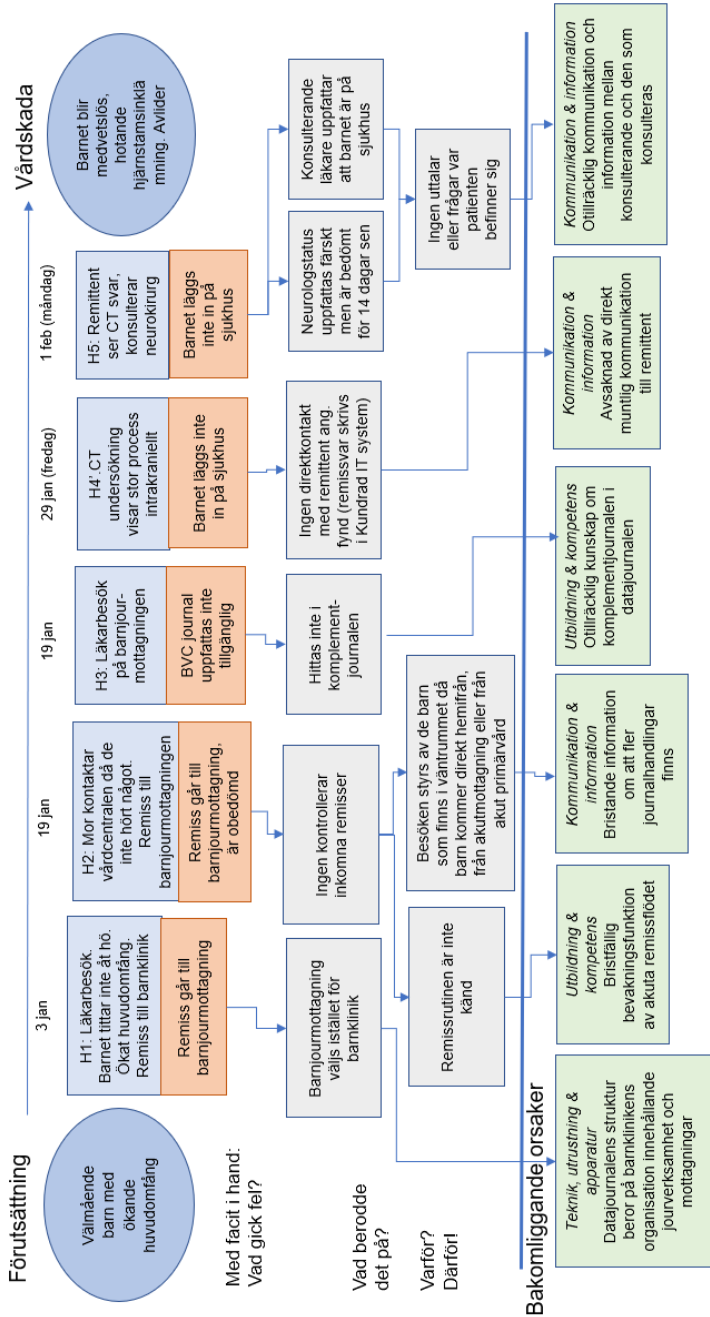 Förutsättning
Vårdskada
3 jan
19 jan
19 jan
29 jan (fredag)
1 feb (måndag)
Välmående
barn med
ökande
huvudomfång
H1: Läkarbesök.
Barnet tittar inte åt hö.
Ökat huvudomfång.
Remiss till barnklinik
Remiss går till
barnjourmottagning
H2: Mor kontaktar
vårdcentralen då de
inte hört något.
Remiss till
barnjourmottagningen
Remiss går till
barnjourmottagning,
är obedömd
H3: Läkarbesök
på barnjour-
mottagningen
BVC journal
uppfattas inte
tillgänglig
H4'.CT
undersökning
visar stor process
intrakraniellt
Barnet läggs inte
in på sjukhus
H5: Remittent
ser CT svar,
konsulterar
neurokirurg
Barnet läggs
inte in på
sjukhus
Barnet blir
medvetslös,
hotande
hjärnstamsinklä
mning. Avlider
Med facit i hand:
Vad gick fel?
Vad berodde
det på?
Barnjourmottagning
väljs istället för
barnklinik
Ingen kontrollerar
inkomna remisser
Hittas inte i
komplement-
journalen
Ingen direktkontakt
med remittent ang.
fynd (remissvar skrivs
i Kundrad IT system)
Neurologstatus
uppfattas färskt
men är bedömt
för 14 dagar sen
Konsulterande
läkare uppfattar
att barnet är på
sjukhus
Varför?
Därför!
Remissrutinen är inte
känd
Besöken styrs av de barn
som finns i väntrummet då
barn kommer direkt hemifrån,
från akutmottagning eller från
akut primärvård
Ingen uttalar
eller frågar var
patienten
befinner sig
Bakomliggande orsaker
Teknik, utrustning &
apparatur
Datajournalens struktur
beror på barnklinikens
organisation innehållande
jourverksamhet och
mottagningar
Utbildning &
kompetens
Bristfällig
bevakningsfunktion
av akuta remissflödet
Kommunikation &
information
Bristande information
om att fler
journalhandlingar
finns
Utbildning & kompetens
Otillräcklig kunskap om
komplementjournalen i
datajournalen
Kommunikation &
information
Avsaknad av direkt
muntlig kommunikation
till remittent
Kommunikation & information
Otillräcklig kommunikation och
information mellan
konsulterande och den som
konsulteras